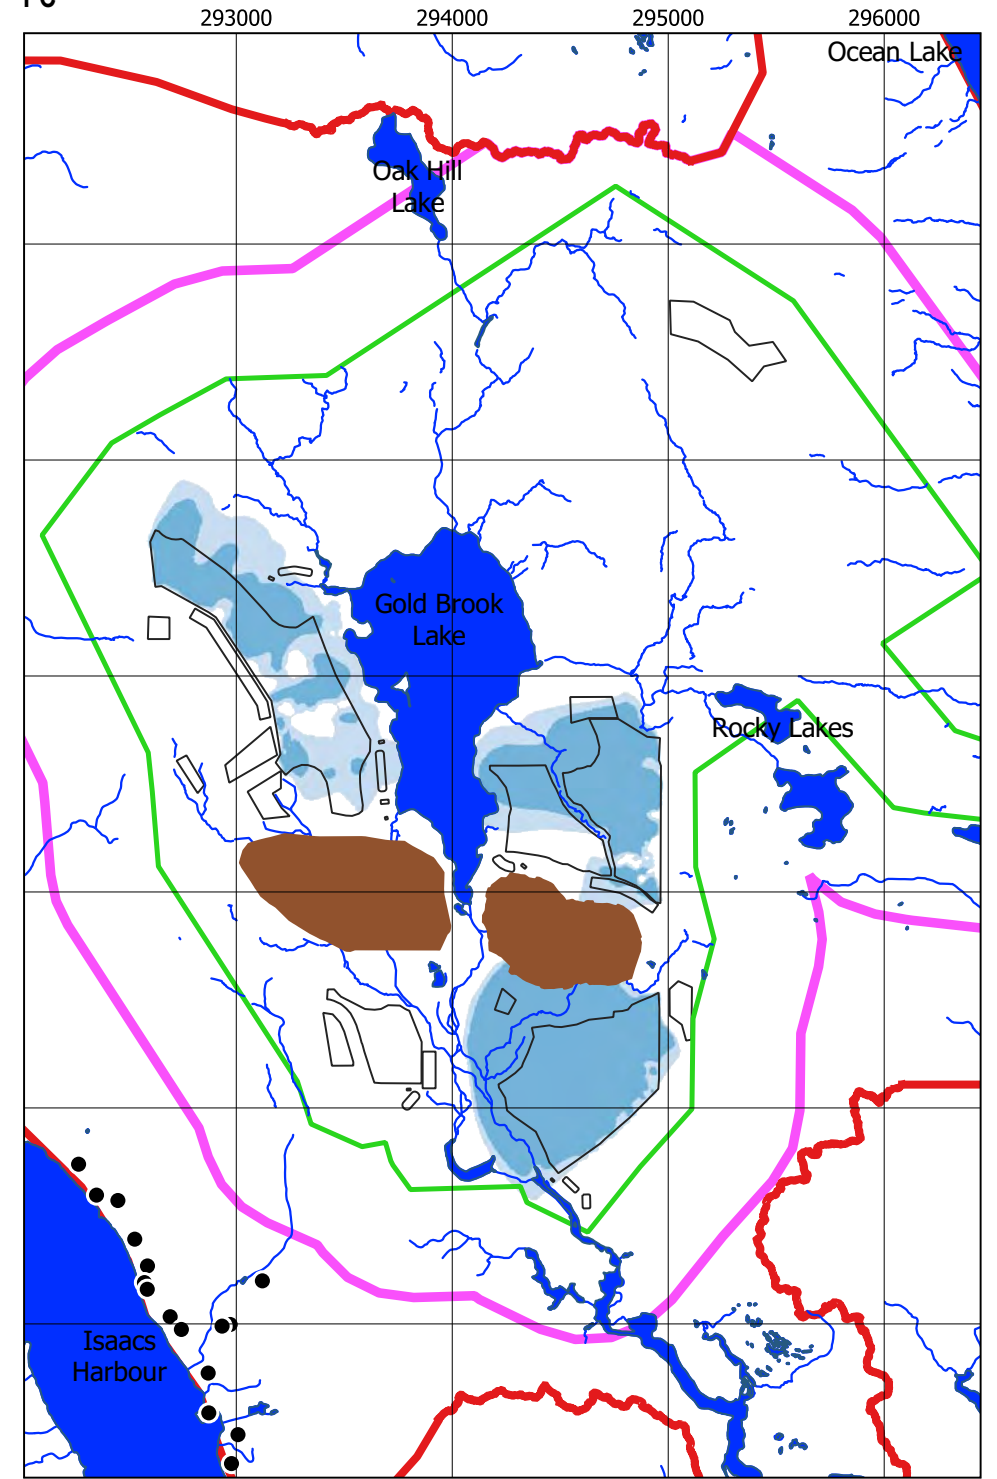 293000 294000 295000 296000
Ocean Lake
Oak Hill
Lake
Gold Brook
Lake
Rocky Lakes
Isaacs
Harbour